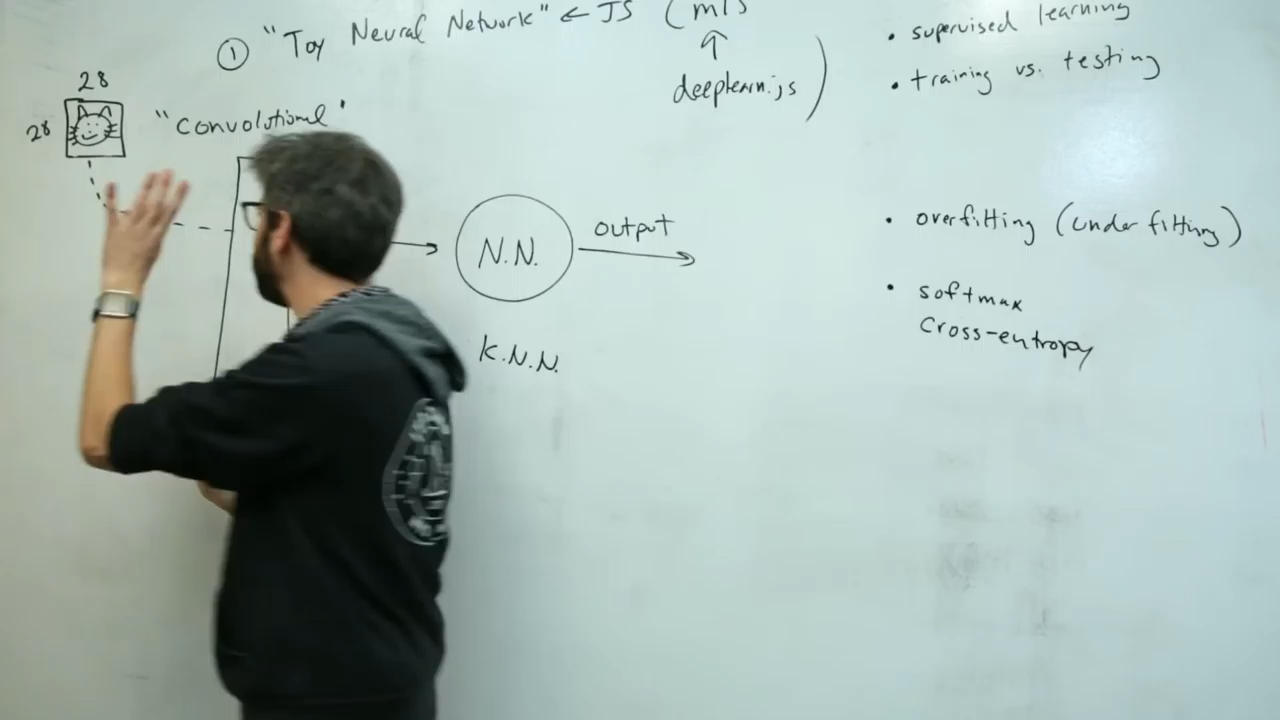 ① "Toy Neural Network" ← JS (ml5
deeplearn.js )
28
28
"convolutional"
N.N.
output
K.N.N.
• supervised learning
• training vs. testing
• overfitting (underfitting)
• softmax
cross-entropy